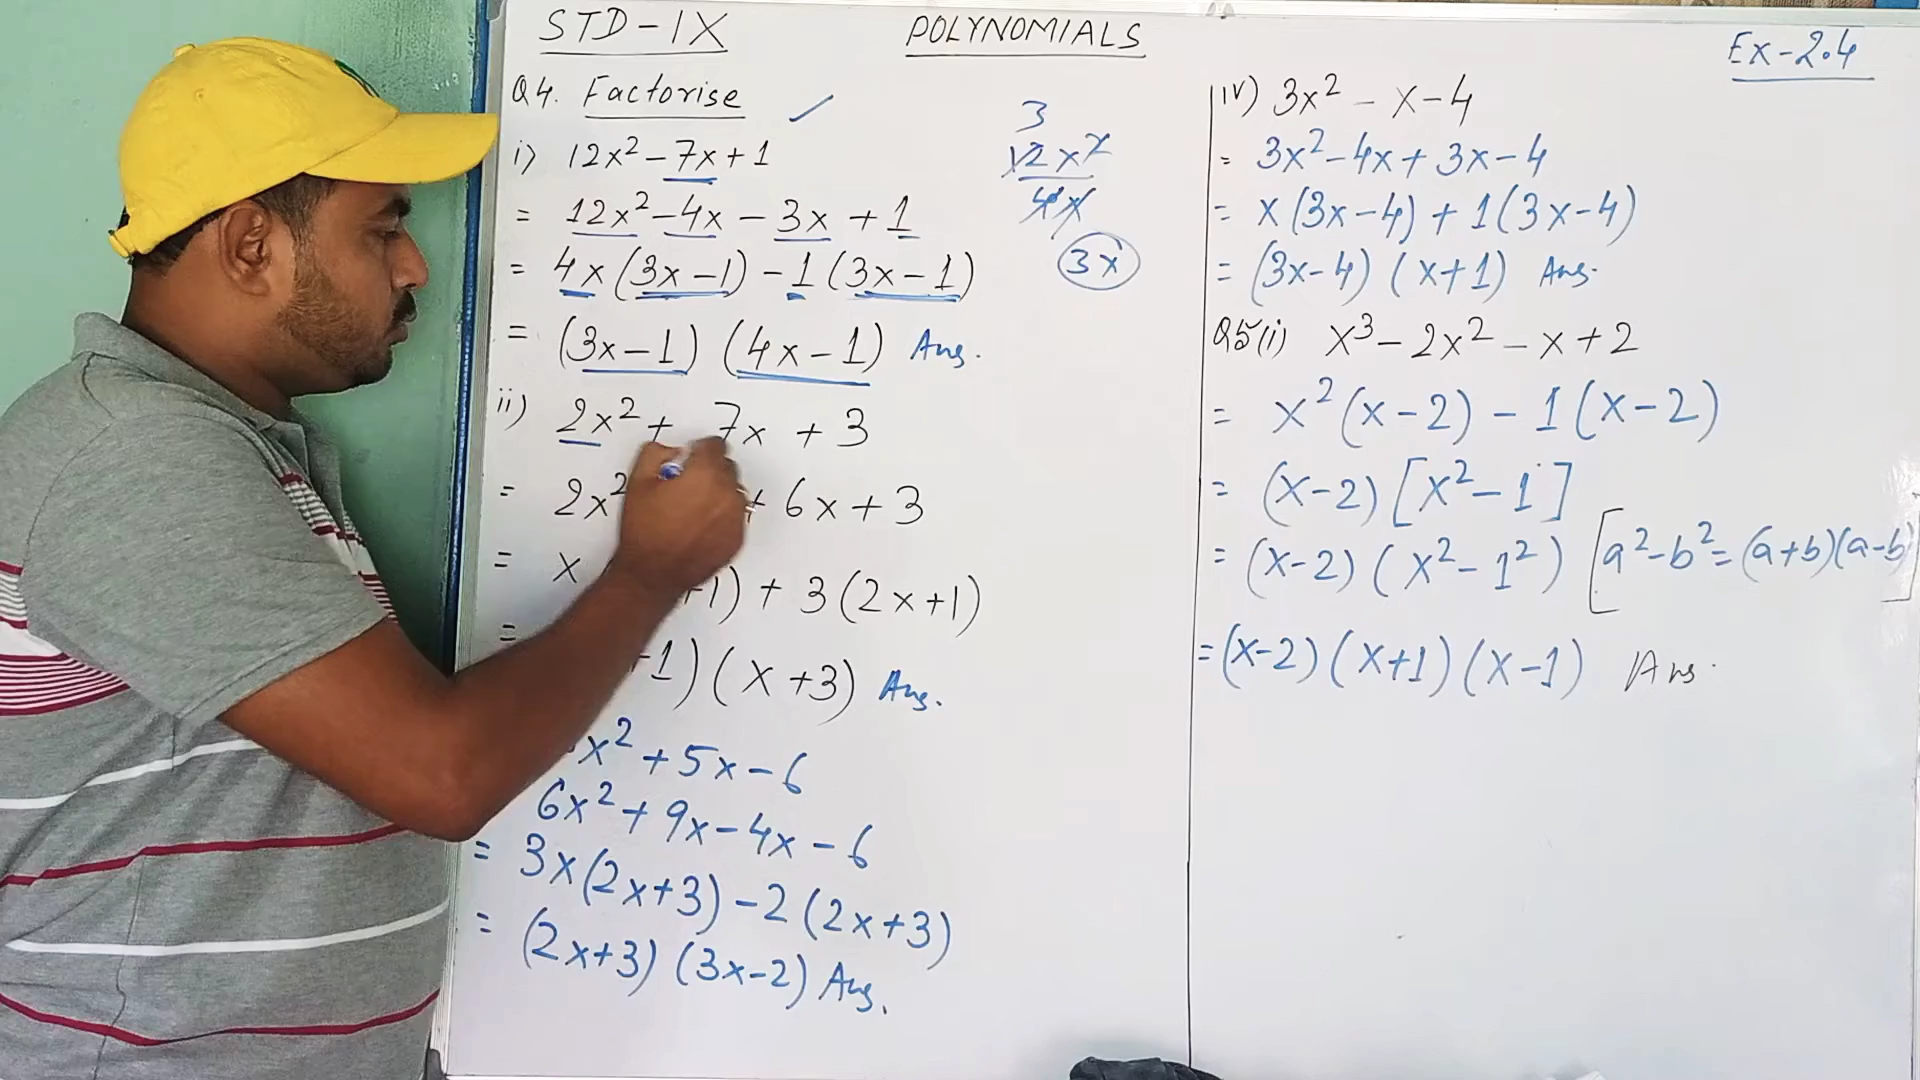 STD-IX
POLYNOMIALS
Ex-2.4
Q4. Factorise
i) 12x² - 7x + 1
= 12x² - 4x - 3x + 1
= 4x (3x - 1) - 1 (3x - 1)
= (3x - 1) (4x - 1) Ans.
3
12x²
4x
3x
ii) 2x² + 7x + 3
= 2x² + 6x + 3
= x +1) + 3 (2x+1)
= +1) (x +3) Ans.
x² + 5x - 6
6x² + 9x - 4x - 6
= 3x (2x+3) - 2 (2x+3)
= (2x+3) (3x-2) Ans.
iv) 3x² - x - 4
= 3x² - 4x + 3x - 4
= x (3x - 4) + 1 (3x - 4)
= (3x-4) (x+1) Ans.
Q5(i) x³ - 2x² - x + 2
= x² (x - 2) - 1 (x - 2)
= (x-2) [x² - 1]
= (x-2) (x² - 1²) [a² - b² = (a+b)(a-b)]
= (x-2) (x+1) (x-1) Ans.